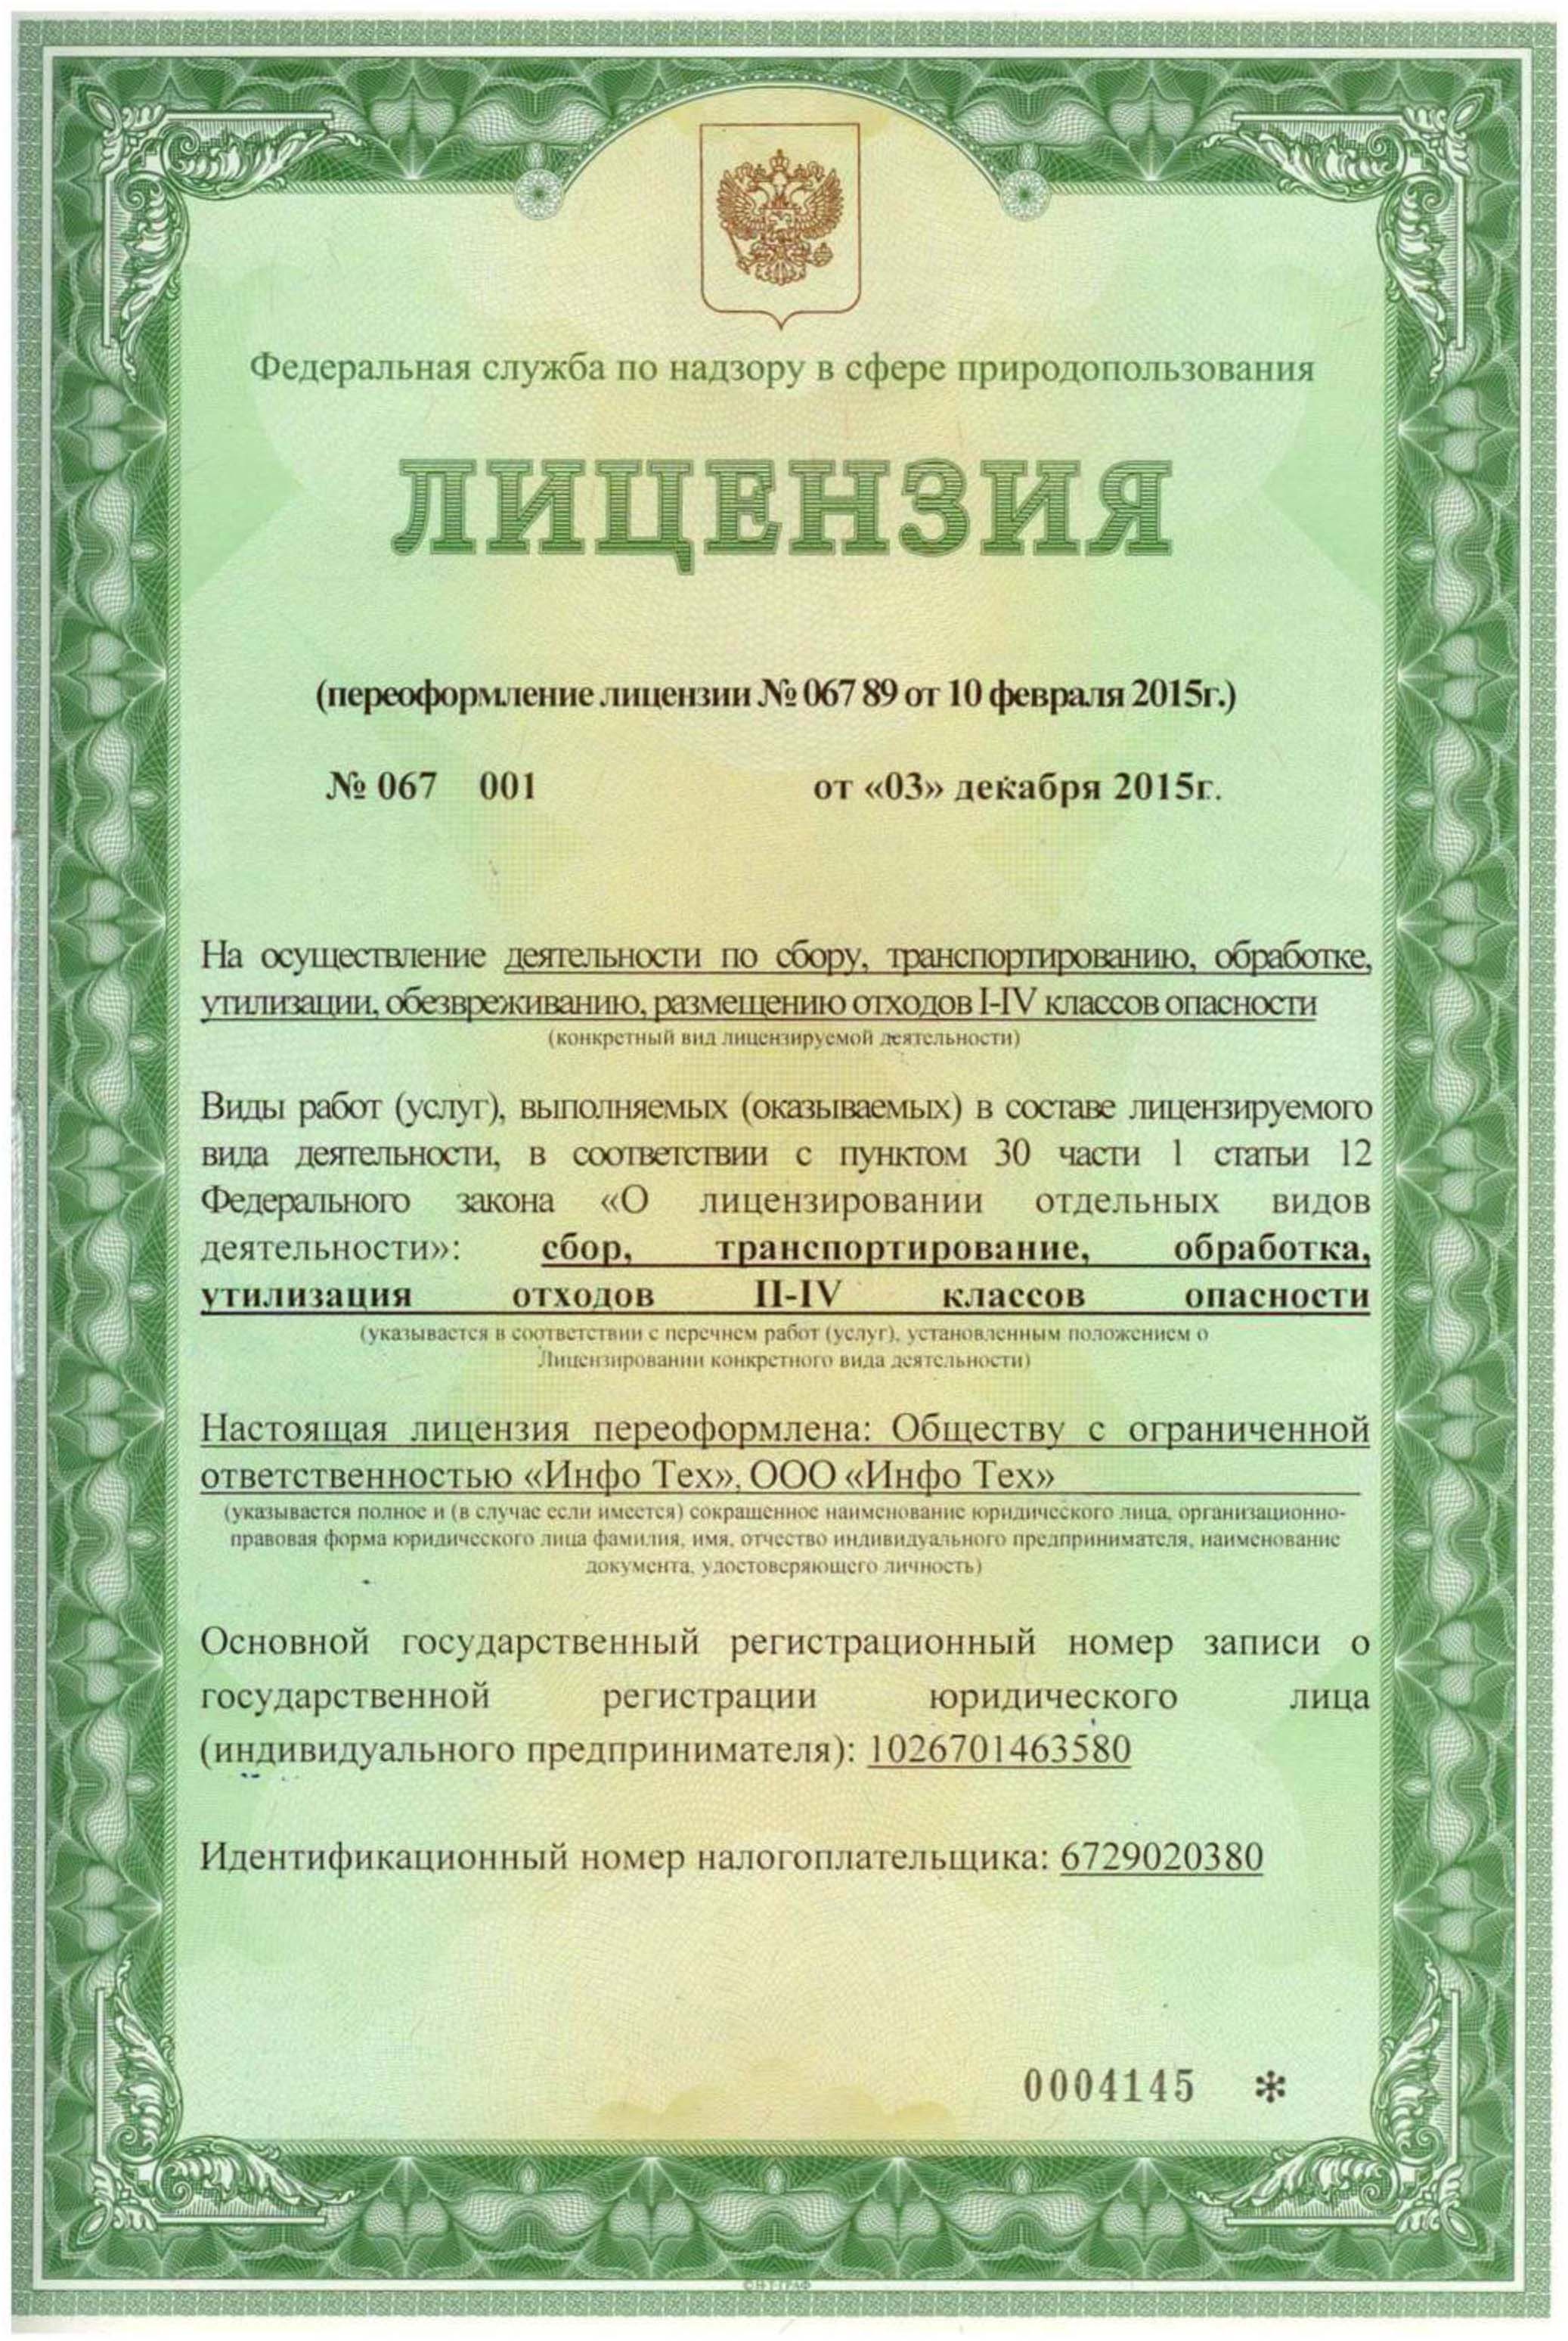 Федеральная служба по надзору в сфере природопользования
ЛИЦЕНЗИЯ
(переоформление лицензии № 067 89 от 10 февраля 2015г.)
№ 067 001 от «03» декабря 2015г.
На осуществление деятельности по сбору, транспортированию, обработке,
утилизации, обезвреживанию, размещению отходов I-IV классов опасности
(конкретный вид лицензируемой деятельности)
Виды работ (услуг), выполняемых (оказываемых) в составе лицензируемого
вида деятельности, в соответствии с пунктом 30 части 1 статьи 12
Федерального закона «О лицензировании отдельных видов
деятельности»: сбор, транспортирование, обработка,
утилизация отходов II-IV классов опасности
(указывается в соответствии с перечнем работ (услуг), установленным положением о
Лицензировании конкретного вида деятельности)
Настоящая лицензия переоформлена: Обществу с ограниченной
ответственностью «Инфо Тех», ООО «Инфо Тех»
(указывается полное и (в случае если имеется) сокращенное наименование юридического лица, организационно-
правовая форма юридического лица фамилия, имя, отчество индивидуального предпринимателя, наименование
документа, удостоверяющего личность)
Основной государственный регистрационный номер записи о
государственной регистрации юридического лица
(индивидуального предпринимателя): 1026701463580
Идентификационный номер налогоплательщика: 6729020380
0004145 *